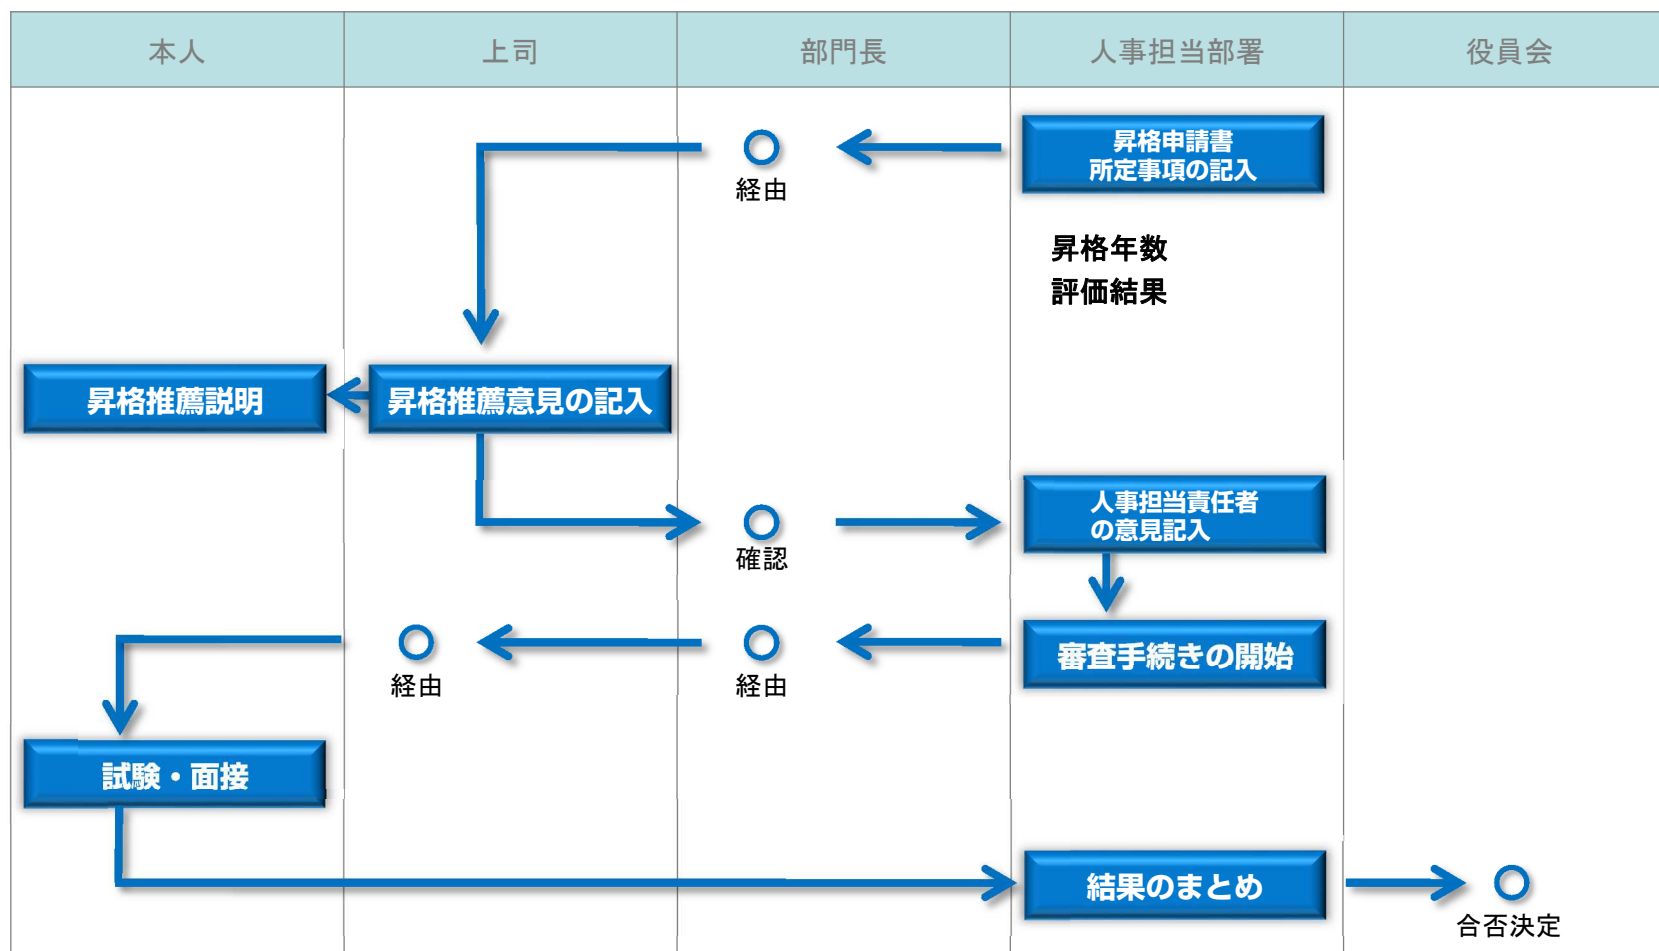 本人
上司
部門長
人事担当部署
役員会
昇格申請書
所定事項の記入
経由
昇格年数
評価結果
昇格推薦説明
昇格推薦意見の記入
人事担当責任者
の意見記入
確認
審査手続きの開始
経由
経由
試験・面接
結果のまとめ
合否決定